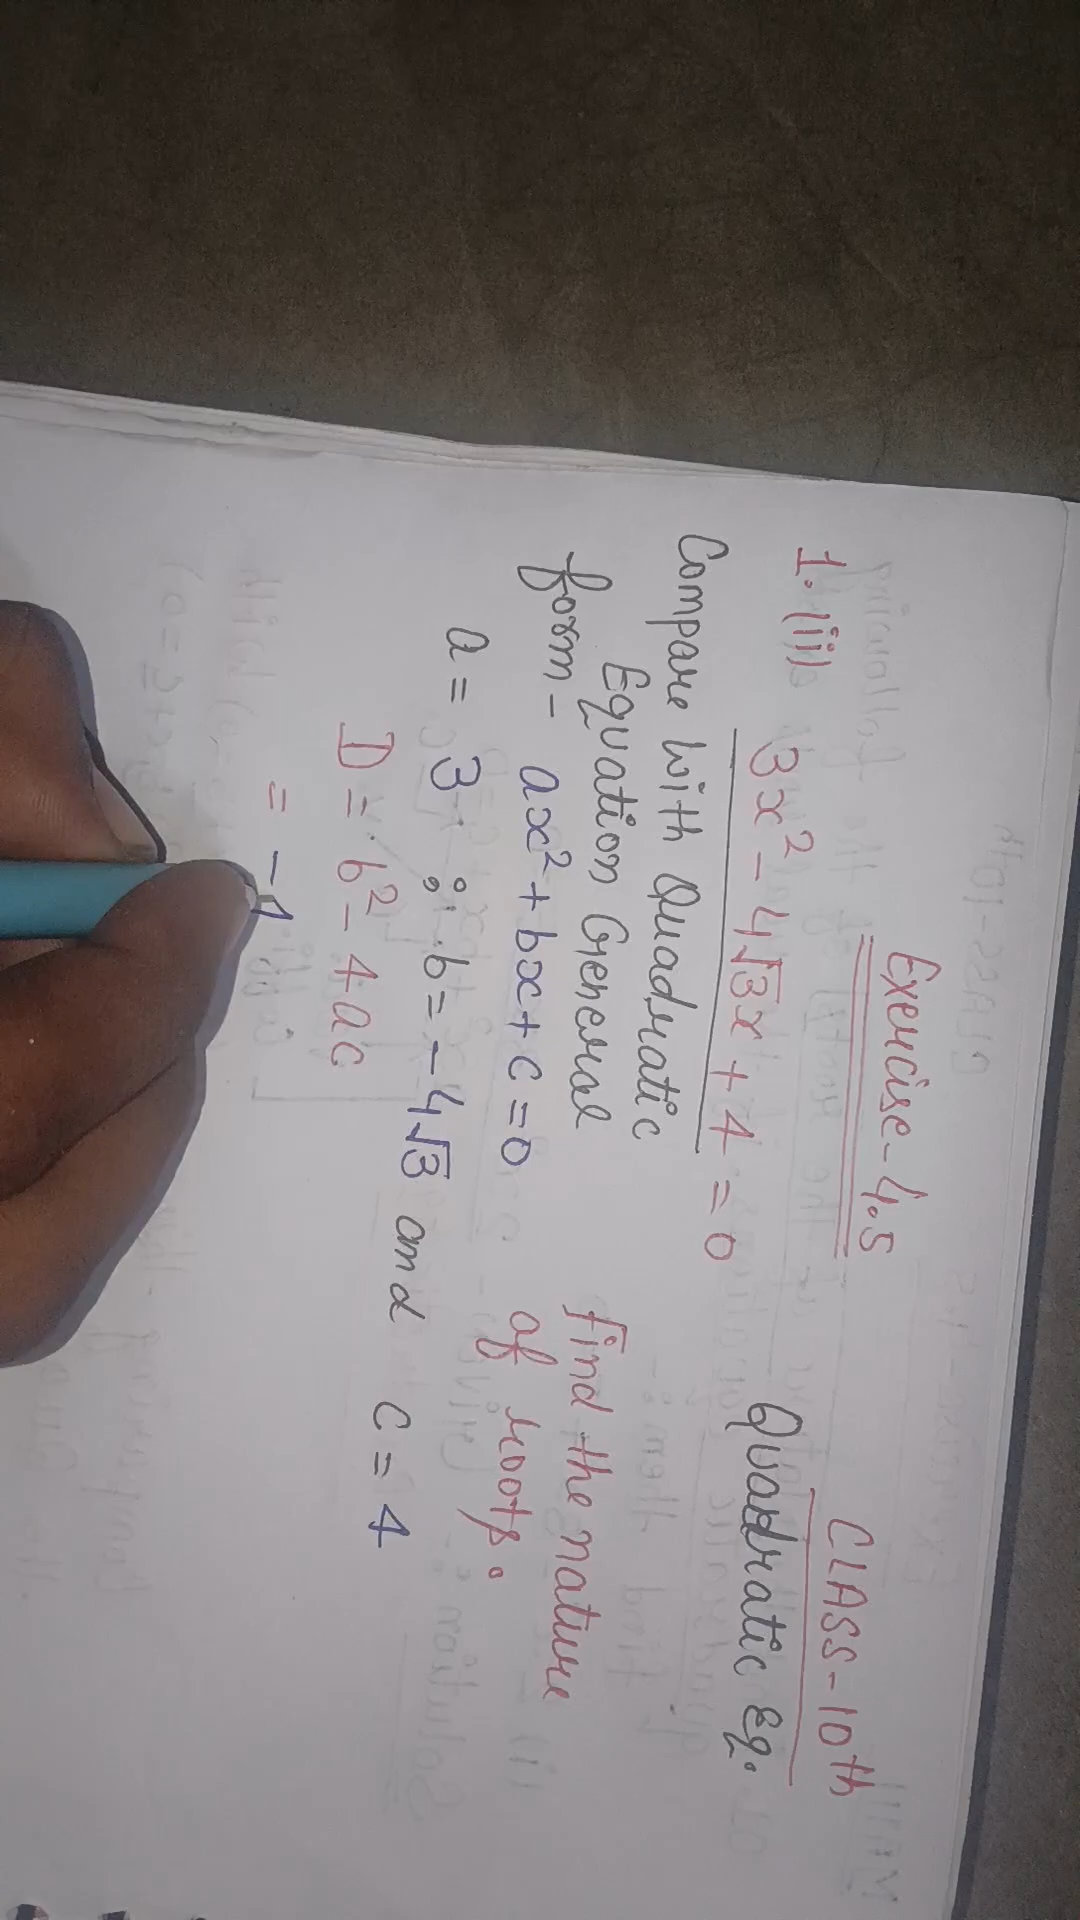 CLASS-10th
Exercise-4.5
Quadratic Eq.
1. (ii) 3x² - 4√3x + 4 = 0
Compare with Quadratic
Equation General
form - ax² + bx + c = 0
find the nature
of roots.
a = 3 ; b = - 4√3 and c = 4
D = b² - 4ac
= -4